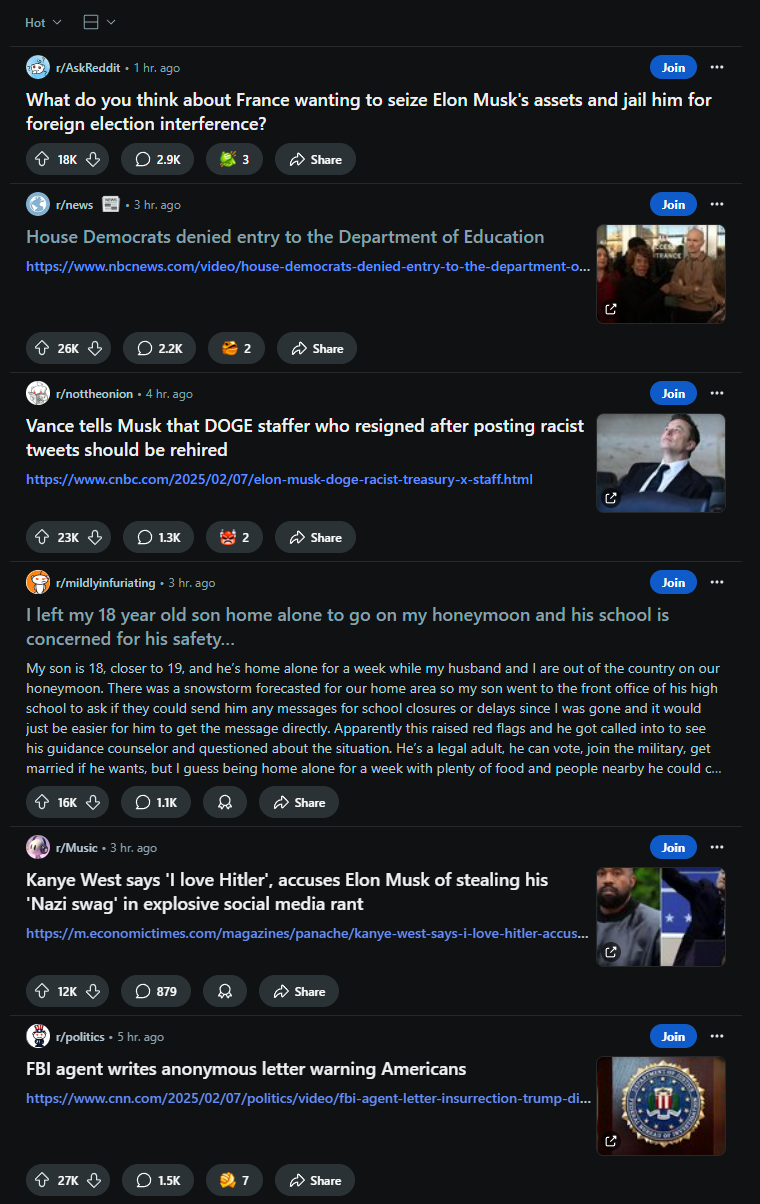 Hot
r/AskReddit • 1 hr. ago
Join
What do you think about France wanting to seize Elon Musk's assets and jail him for
foreign election interference?
18K
2.9K
3
Share
r/news
NEWS
• 3 hr. ago
Join
House Democrats denied entry to the Department of Education
https://www.nbcnews.com/video/house-democrats-denied-entry-to-the-department-o...
26K
2.2K
2
Share
r/nottheonion • 4 hr. ago
Join
Vance tells Musk that DOGE staffer who resigned after posting racist
tweets should be rehired
https://www.cnbc.com/2025/02/07/elon-musk-doge-racist-treasury-x-staff.html
23K
1.3K
2
Share
r/mildlyinfuriating • 3 hr. ago
Join
I left my 18 year old son home alone to go on my honeymoon and his school is
concerned for his safety...
My son is 18, closer to 19, and he's home alone for a week while my husband and I are out of the country on our
honeymoon. There was a snowstorm forecasted for our home area so my son went to the front office of his high
school to ask if they could send him any messages for school closures or delays since I was gone and it would
just be easier for him to get the message directly. Apparently this raised red flags and he got called into to see
his guidance counselor and questioned about the situation. He's a legal adult, he can vote, join the military, get
married if he wants, but I guess being home alone for a week with plenty of food and people nearby he could c...
16K
1.1K
Share
r/Music • 3 hr. ago
Join
Kanye West says 'I love Hitler', accuses Elon Musk of stealing his
'Nazi swag' in explosive social media rant
https://m.economictimes.com/magazines/panache/kanye-west-says-i-love-hitler-accus...
12K
879
Share
r/politics • 5 hr. ago
Join
FBI agent writes anonymous letter warning Americans
https://www.cnn.com/2025/02/07/politics/video/fbi-agent-letter-insurrection-trump-di...
DEPARTMENT OF JUSTICE
FEDERAL BUREAU OF INVESTIGATION
27K
1.5K
7
Share